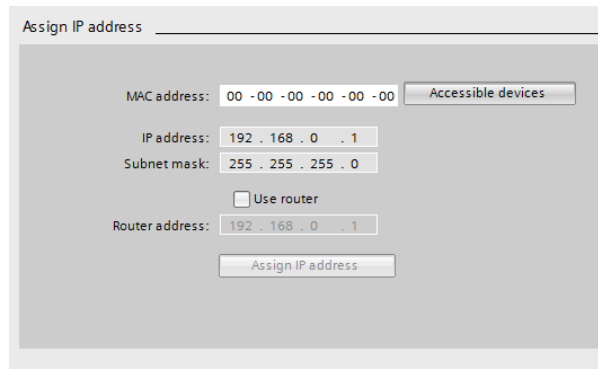 Assign IP address
MAC address: 00 -00 -00 -00 -00 -00 Accessible devices
IP address: 192 . 168 . 0 . 1
Subnet mask: 255 . 255 . 255 . 0
Use router
Router address: 192 . 168 . 0 . 1
Assign IP address